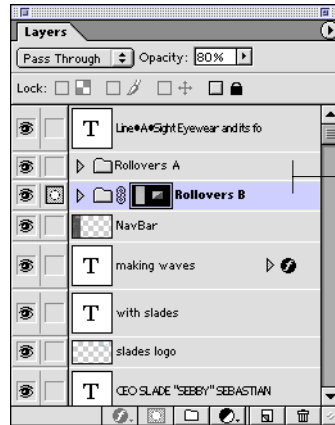 Layers
Pass Through Opacity: 80%
Lock:
T Line•A•Sight Eyewear and its fo
Rollovers A
Rollovers B
NavBar
T making waves
T with slades
slades logo
T CEO SLADE "SEBBY" SEBASTIAN